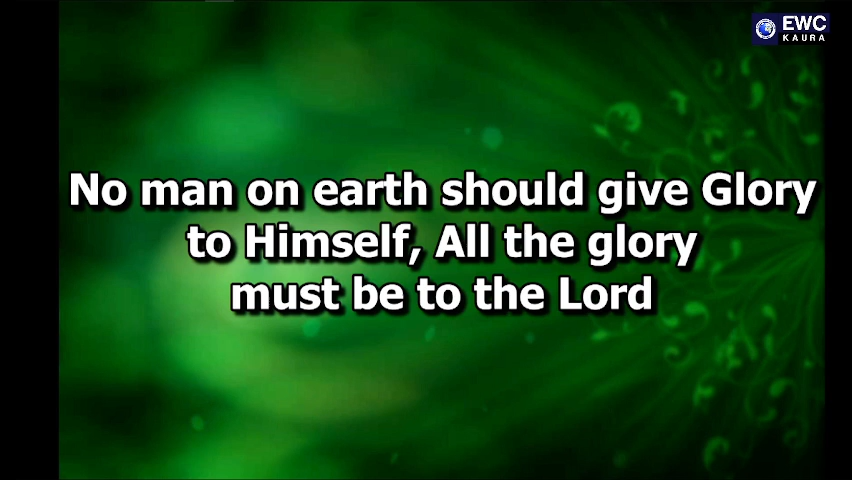 EWC
KAURA
No man on earth should give Glory
to Himself, All the glory
must be to the Lord